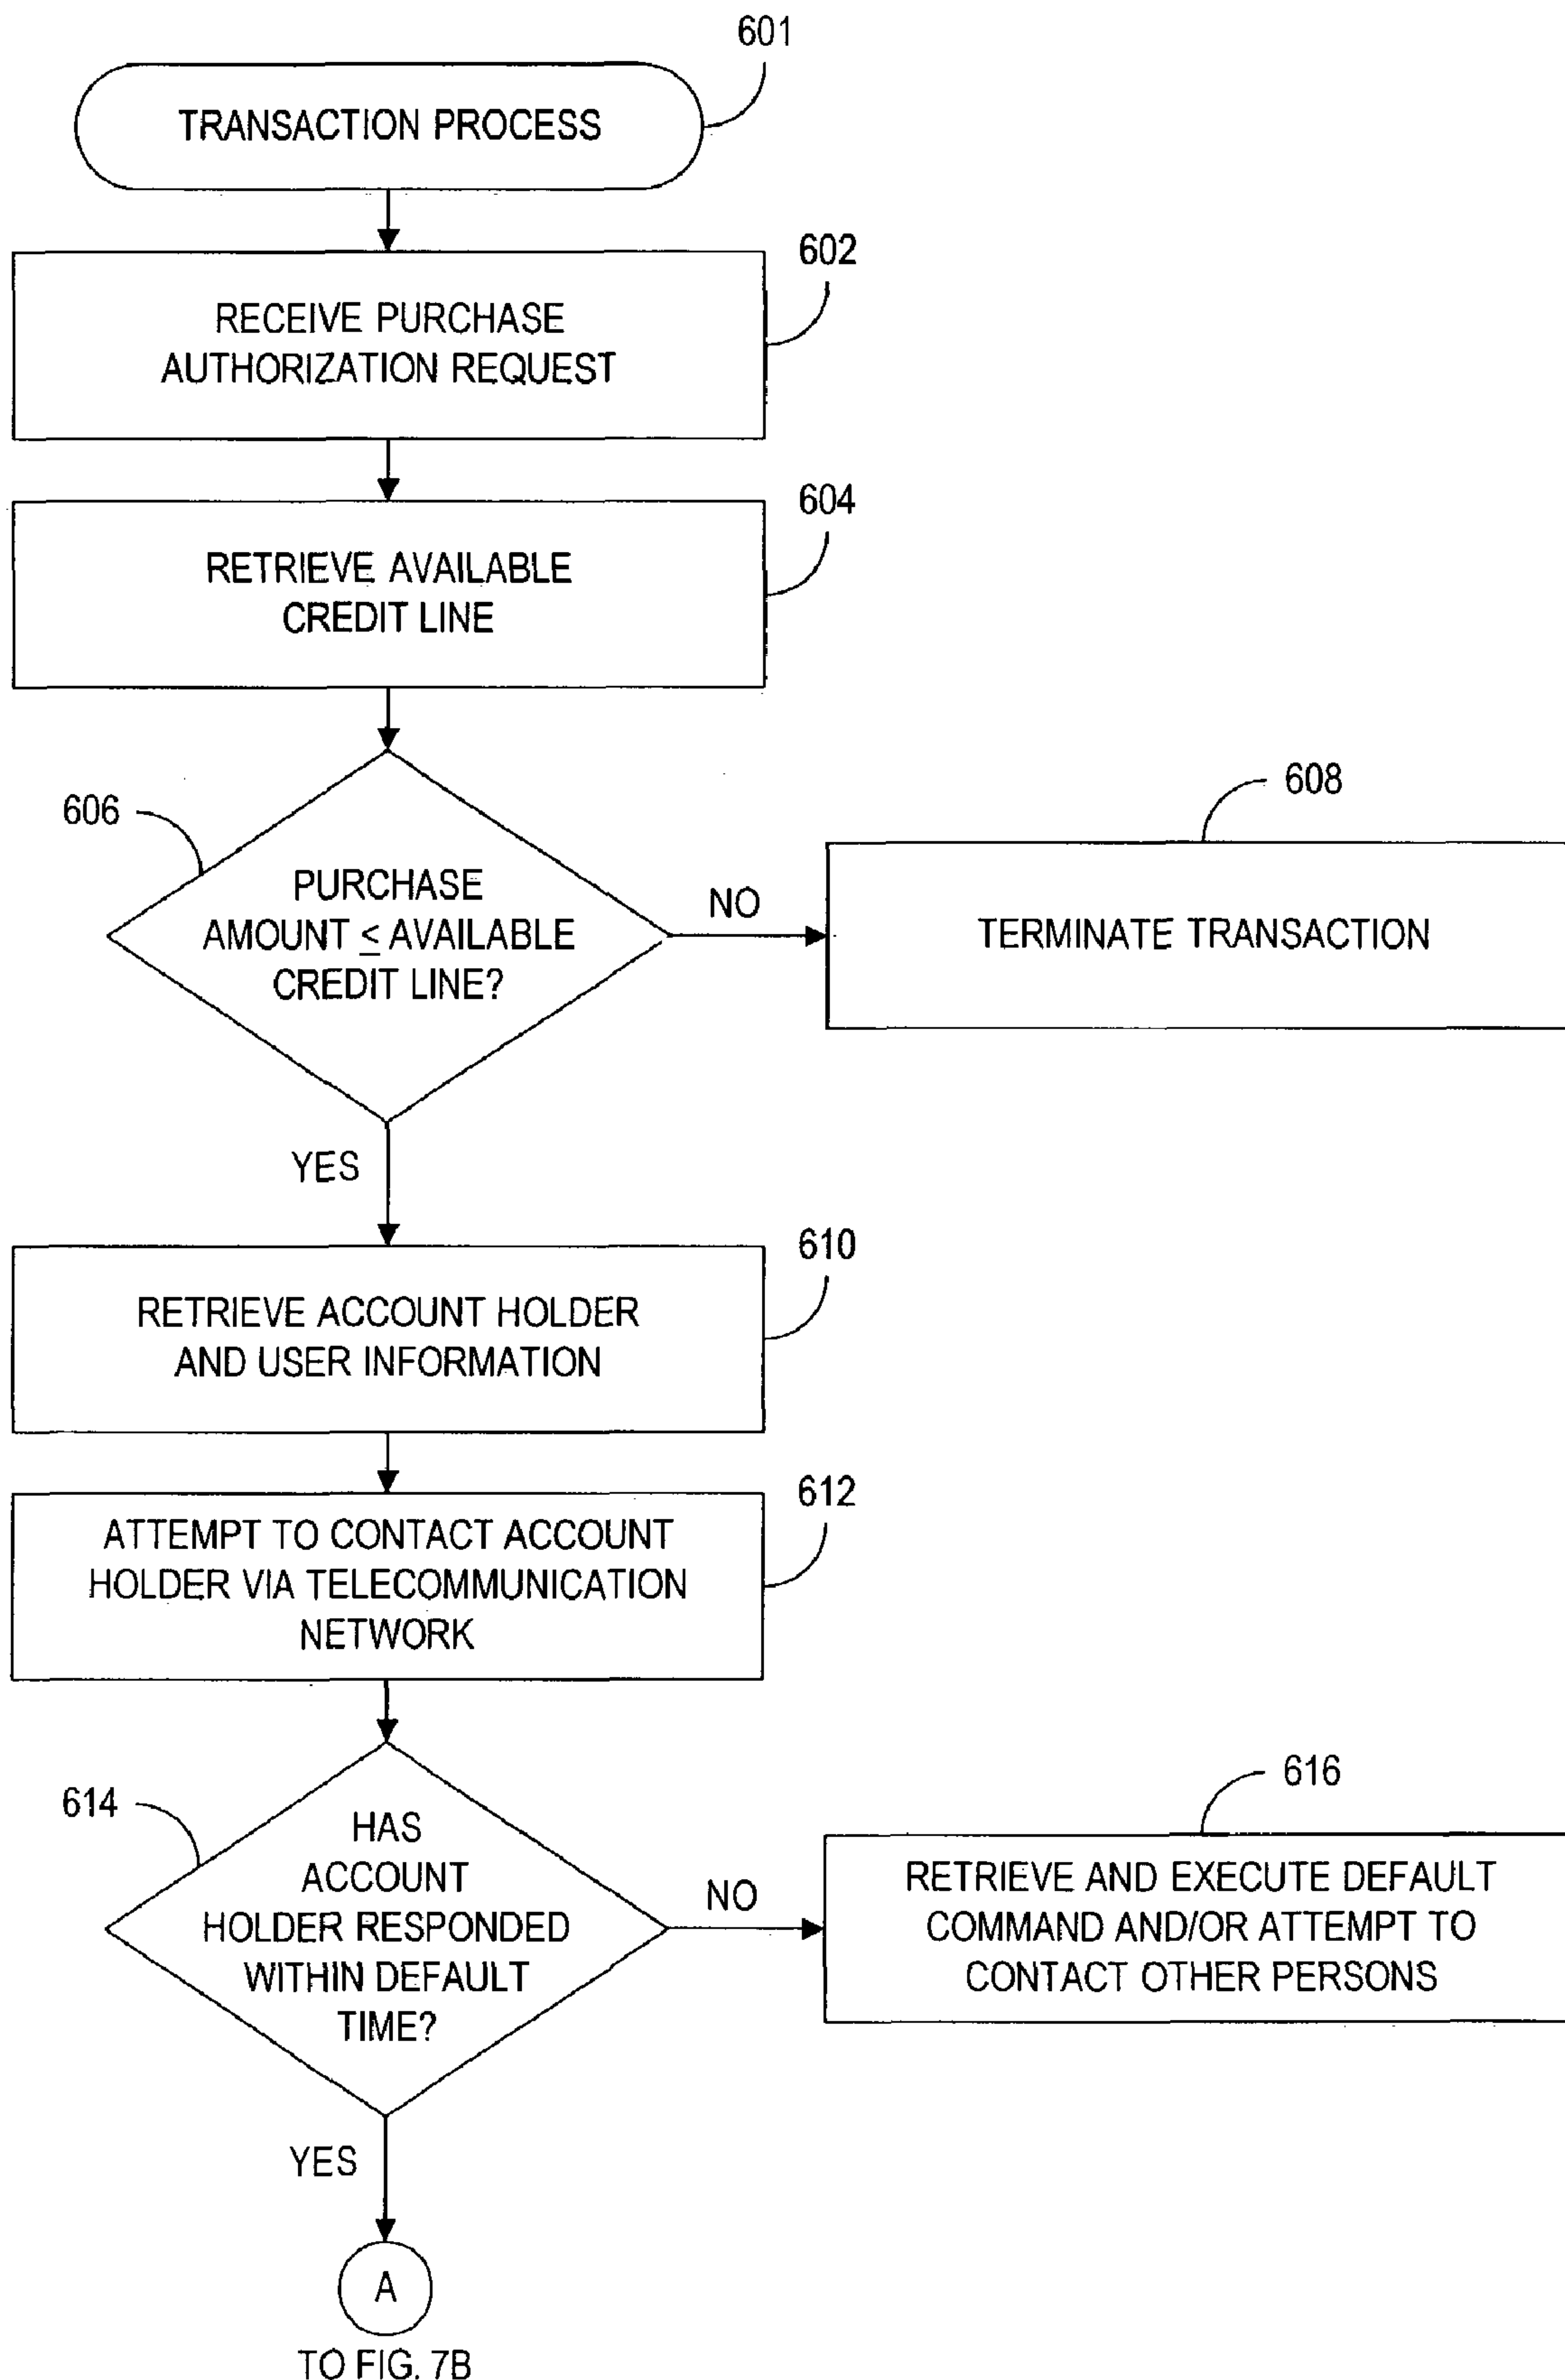 601
TRANSACTION PROCESS
602
RECEIVE PURCHASE
AUTHORIZATION REQUEST
604
RETRIEVE AVAILABLE
CREDIT LINE
606
PURCHASE
AMOUNT ≤ AVAILABLE
CREDIT LINE?
NO
608
TERMINATE TRANSACTION
YES
610
RETRIEVE ACCOUNT HOLDER
AND USER INFORMATION
612
ATTEMPT TO CONTACT ACCOUNT
HOLDER VIA TELECOMMUNICATION
NETWORK
614
HAS
ACCOUNT
HOLDER RESPONDED
WITHIN DEFAULT
TIME?
NO
616
RETRIEVE AND EXECUTE DEFAULT
COMMAND AND/OR ATTEMPT TO
CONTACT OTHER PERSONS
YES
A
TO FIG. 7B